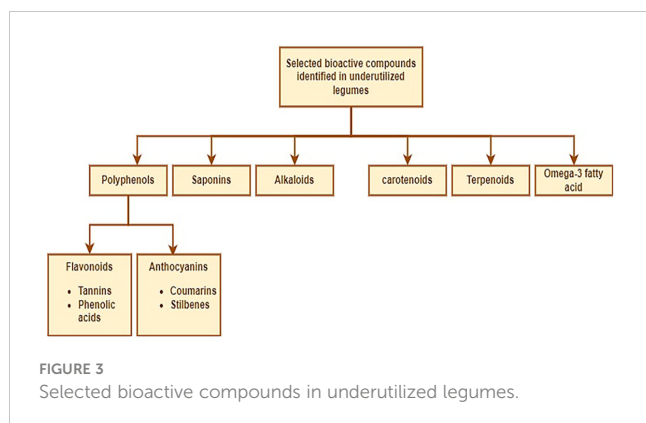 Selected bioactive compounds
identified in underutilized
legumes
Polyphenols
Saponins
Alkaloids
carotenoids
Terpenoids
Omega-3 fatty
acid
Flavonoids
• Tannins
• Phenolic
acids
Anthocyanins
• Coumarins
• Stilbenes
FIGURE 3
Selected bioactive compounds in underutilized legumes.